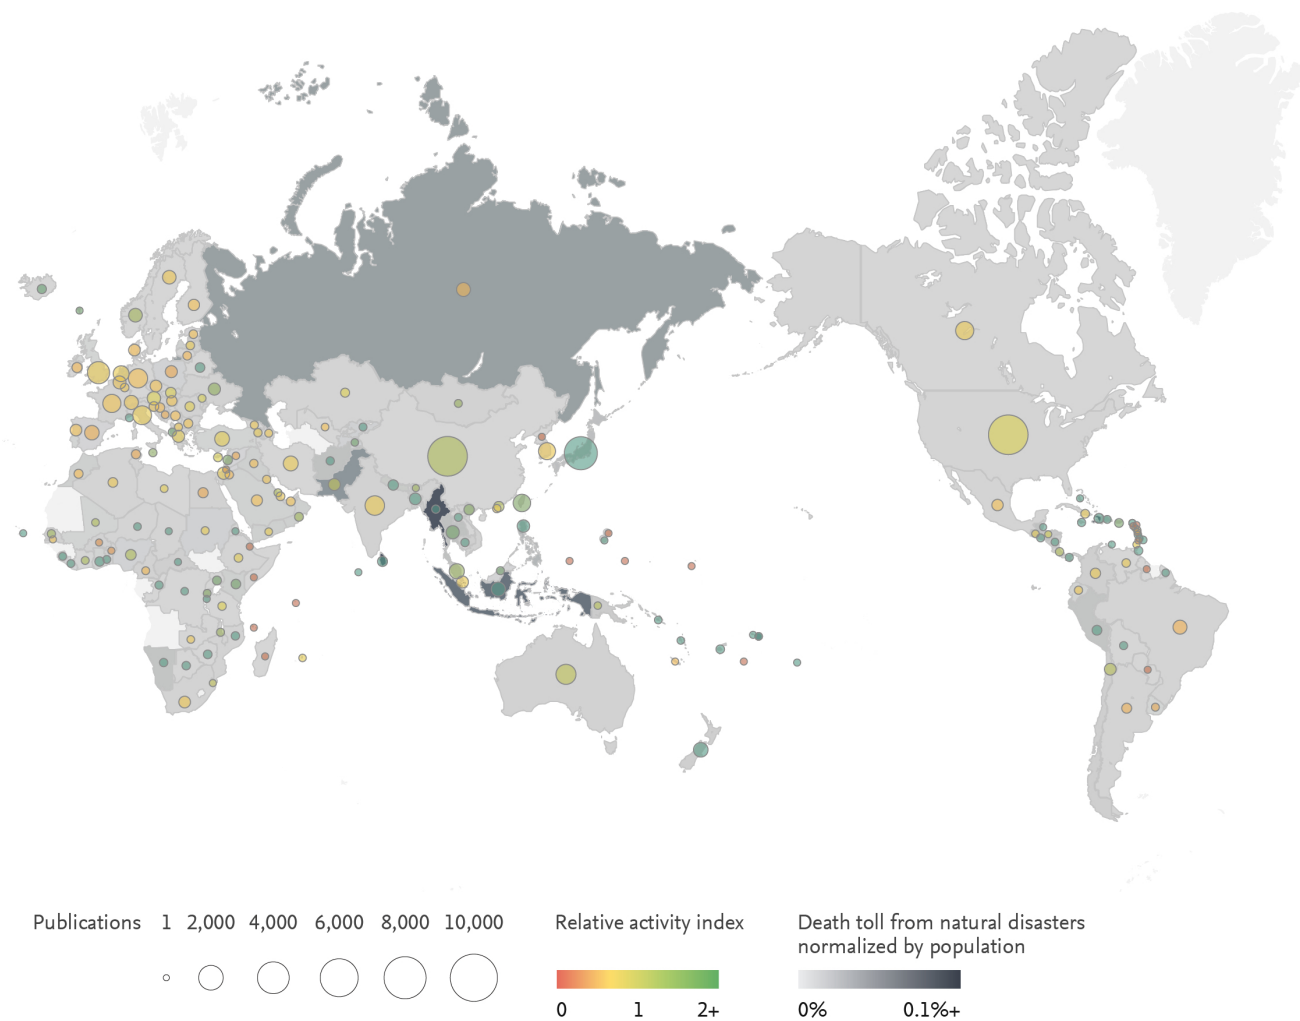 Publications 1 2,000 4,000 6,000 8,000 10,000
Relative activity index
0 1 2+
Death toll from natural disasters
normalized by population
0% 0.1%+